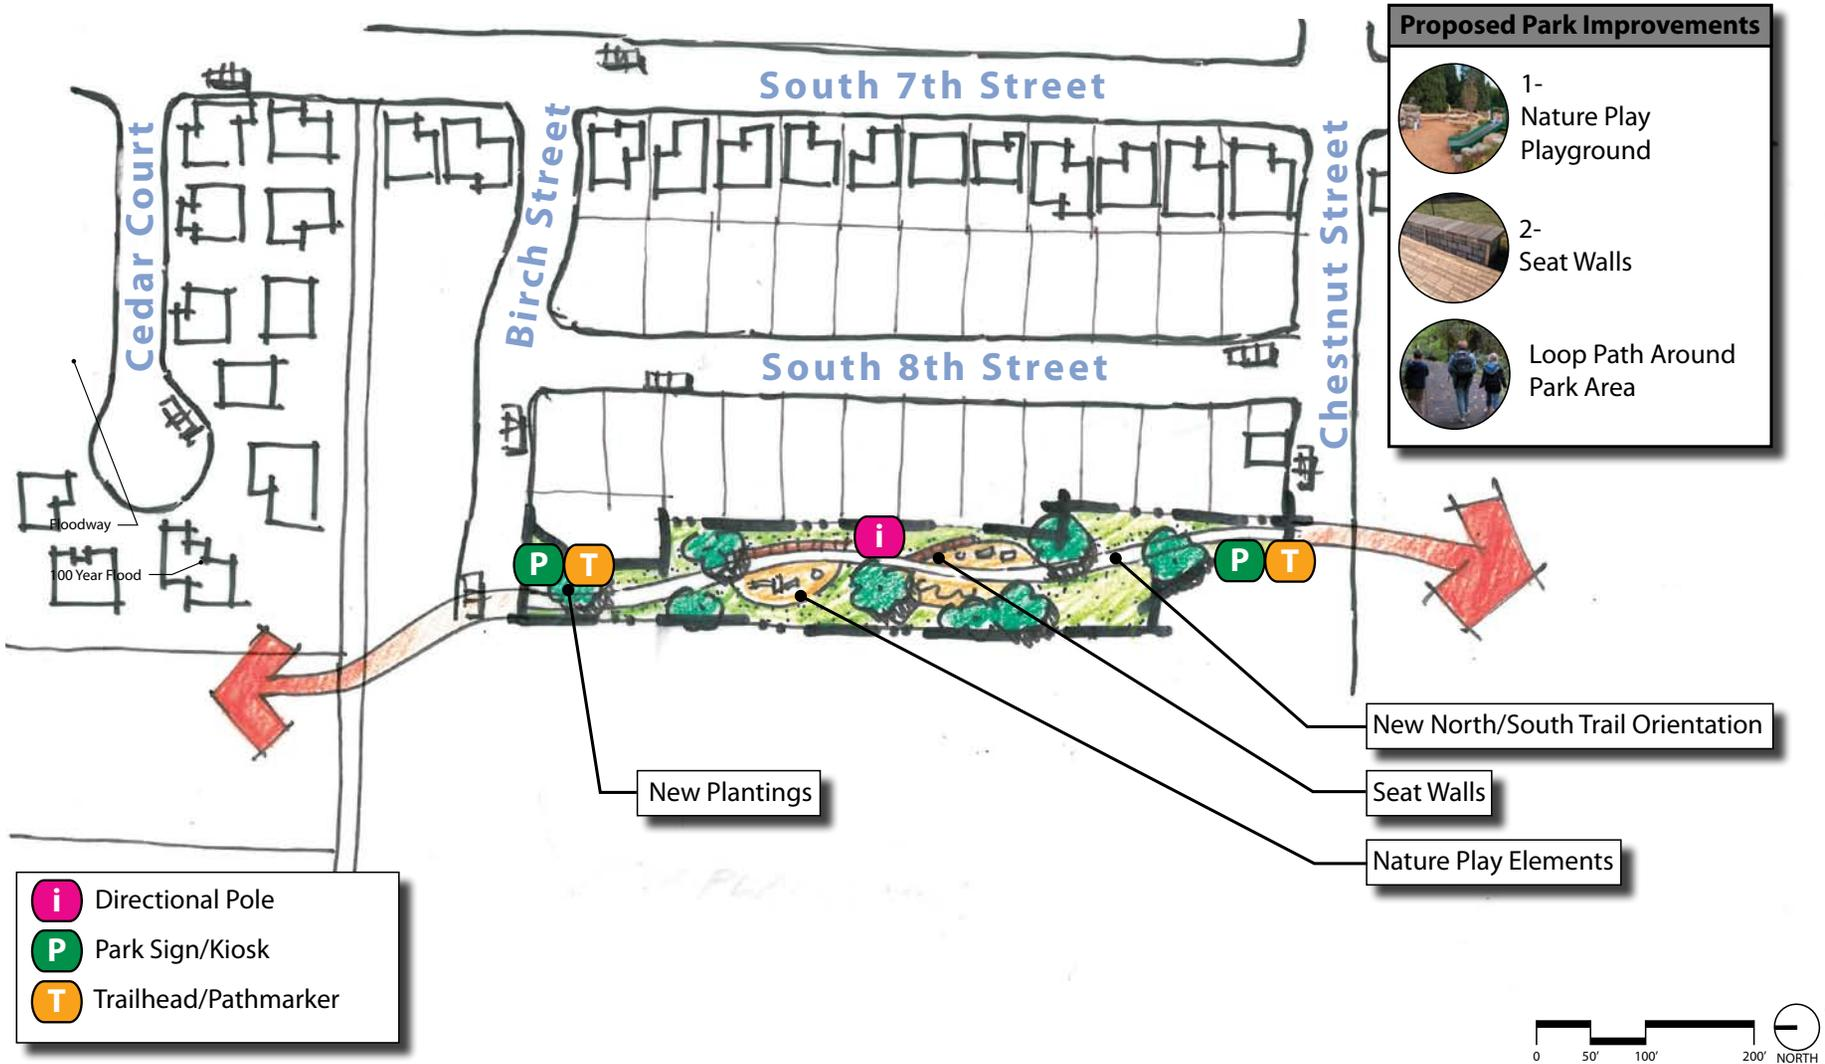 Proposed Park Improvements
1-
Nature Play
Playground
2-
Seat Walls
Loop Path Around
Park Area
South 7th Street
Cedar Court
Birch Street
Chestnut Street
South 8th Street
Floodway
100 Year Flood
i
P T
P T
New North/South Trail Orientation
New Plantings
Seat Walls
Nature Play Elements
i Directional Pole
P Park Sign/Kiosk
T Trailhead/Pathmarker
0 50' 100' 200'
NORTH